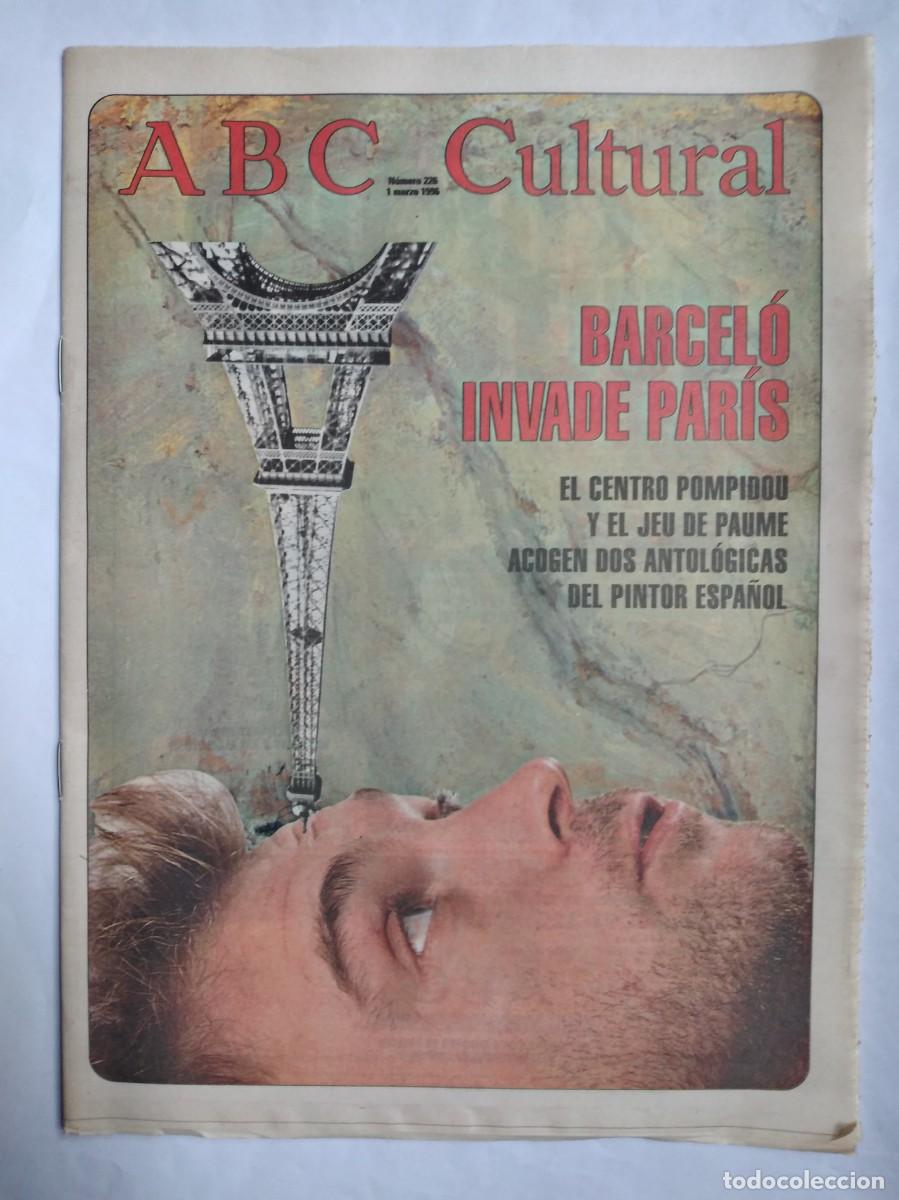 ABC Cultural
Número 226
1 marzo 1996
BARCELÓ
INVADE PARÍS
EL CENTRO POMPIDOU
Y EL JEU DE PAUME
ACOGEN DOS ANTOLÓGICAS
DEL PINTOR ESPAÑOL
todocoleccion